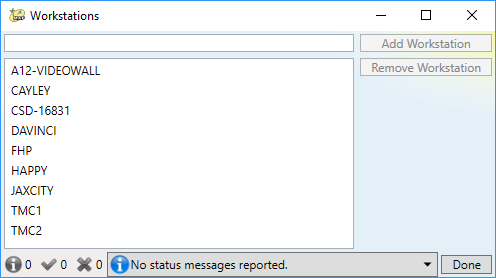 Workstations
Add Workstation
Remove Workstation
A12-VIDEOWALL
CAYLEY
CSD-16831
DAVINCI
FHP
HAPPY
JAXCITY
TMC1
TMC2
0 0 0 No status messages reported. Done